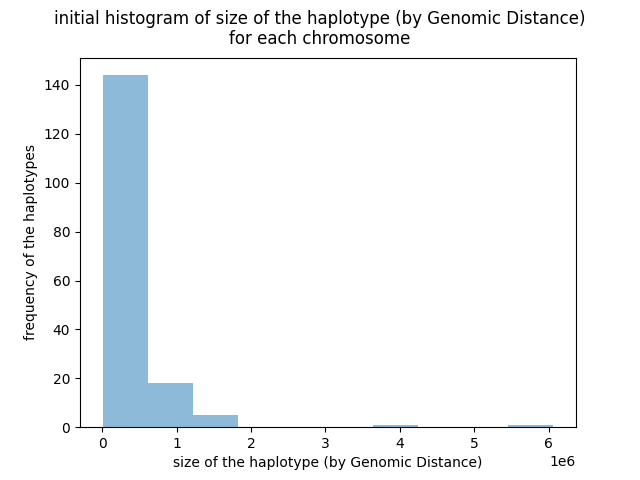 initial histogram of size of the haplotype (by Genomic Distance)
for each chromosome
frequency of the haplotypes
140
120
100
80
60
40
20
0
0 1 2 3 4 5 6
1e6
size of the haplotype (by Genomic Distance)